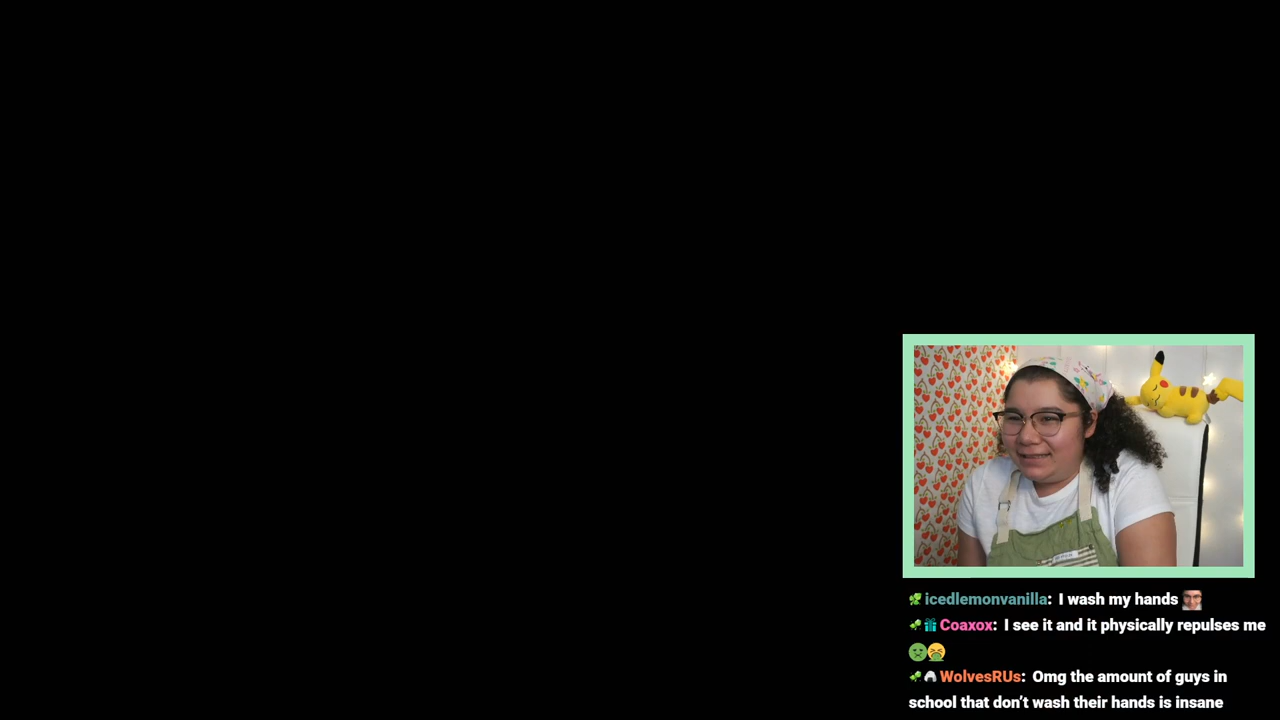 icedlemonvanilla: I wash my hands
Coaxox: I see it and it physically repulses me
WolvesRUs: Omg the amount of guys in
school that don’t wash their hands is insane